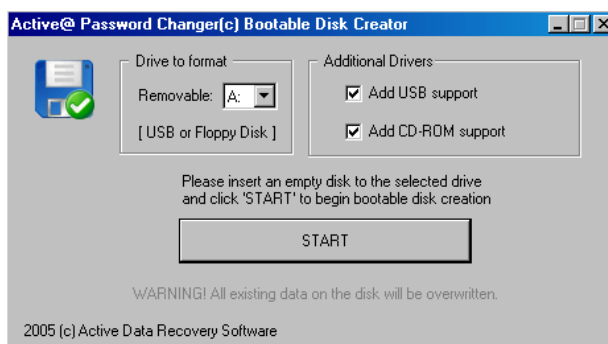 Active@ Password Changer(c) Bootable Disk Creator
Drive to format
Removable: A:
[ USB or Floppy Disk ]
Additional Drivers
Add USB support
Add CD-ROM support
Please insert an empty disk to the selected drive
and click 'START' to begin bootable disk creation
START
WARNING! All existing data on the disk will be overwritten.
2005 (c) Active Data Recovery Software